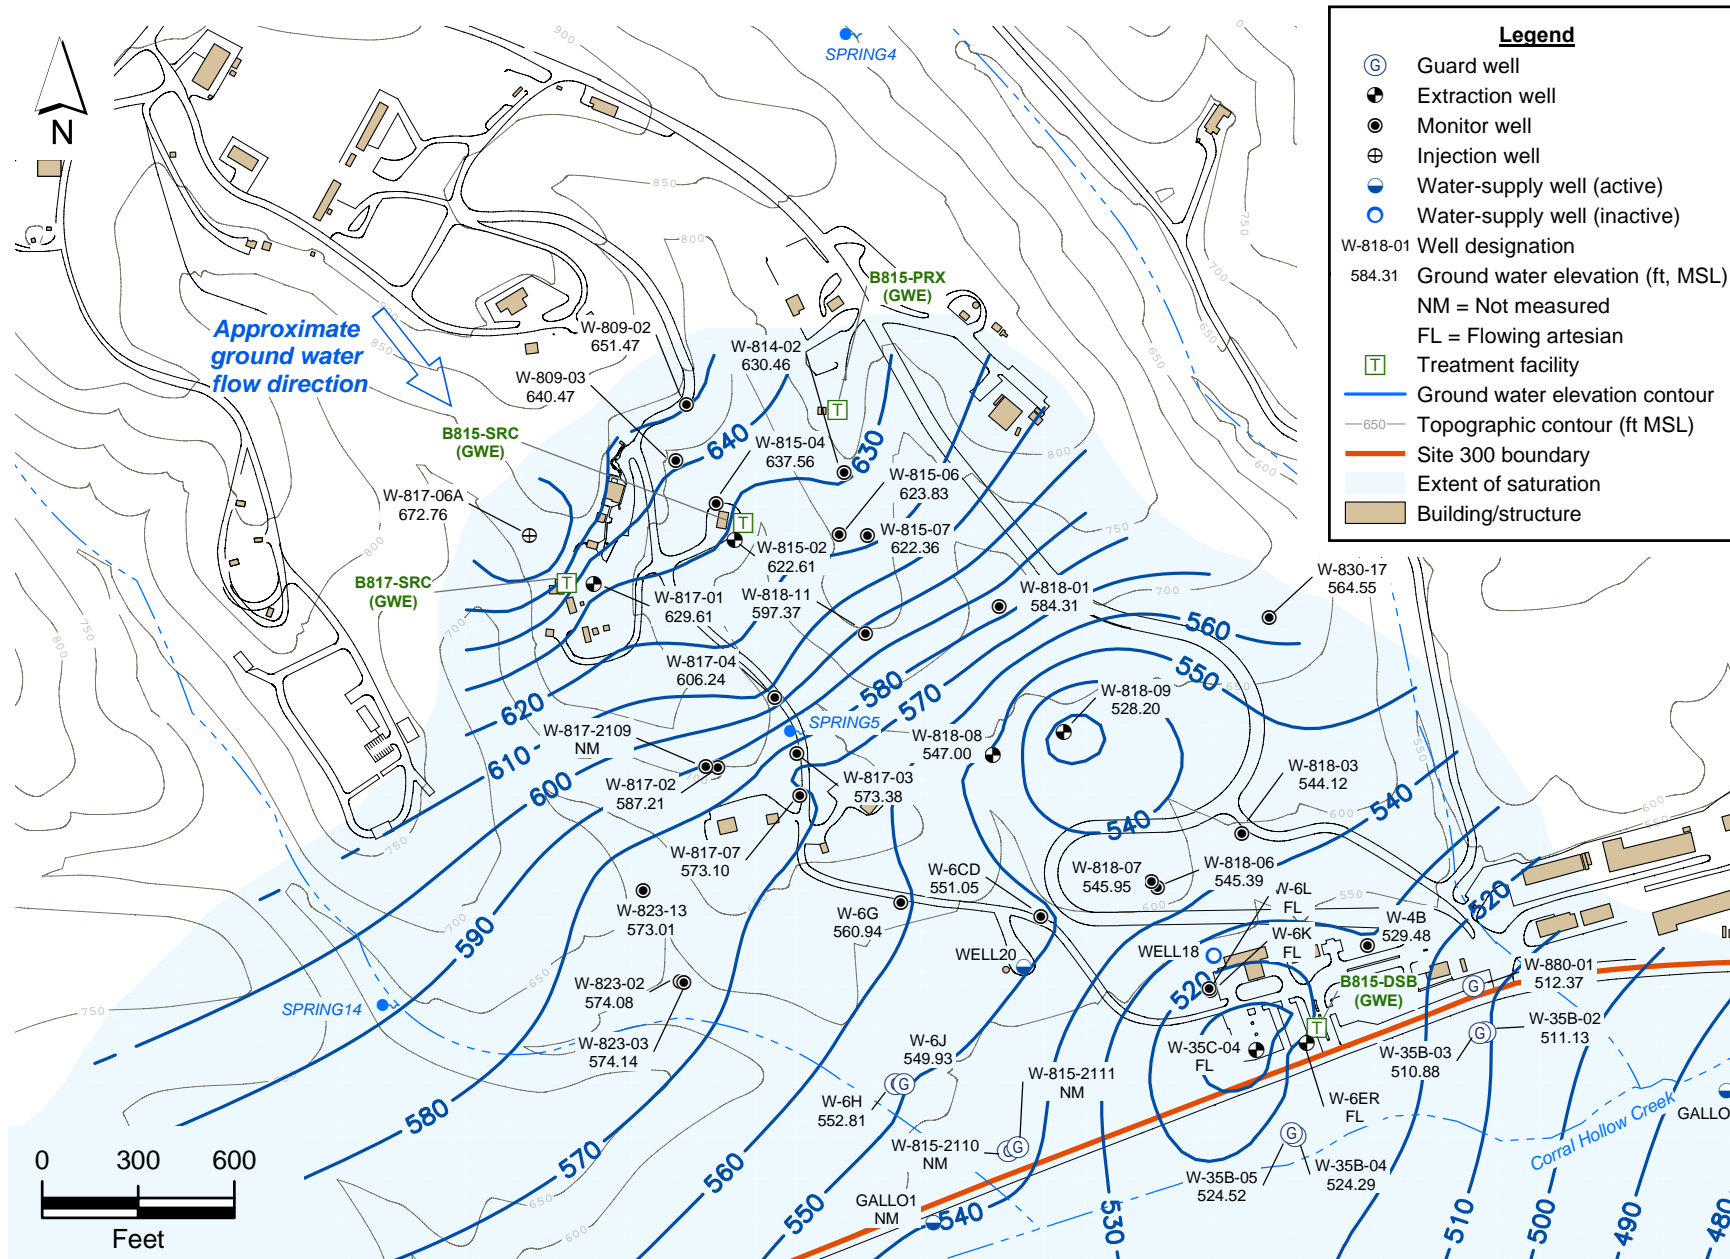 Legend
Guard well
Extraction well
Monitor well
Injection well
Water-supply well (active)
Water-supply well (inactive)
W-818-01 Well designation
584.31 Ground water elevation (ft, MSL)
NM = Not measured
FL = Flowing artesian
T Treatment facility
Ground water elevation contour
650 Topographic contour (ft MSL)
Site 300 boundary
Extent of saturation
Building/structure
N
SPRING4
Approximate
ground water
flow direction
B815-PRX
(GWE)
W-809-02
651.47
W-814-02
630.46
W-809-03
640.47
B815-SRC
(GWE)
W-815-04
637.56
W-815-06
623.83
W-817-06A
672.76
W-815-07
622.36
W-815-02
622.61
B817-SRC
(GWE)
W-817-01
629.61
W-818-11
597.37
W-818-01
584.31
W-830-17
564.55
W-817-04
606.24
W-818-09
528.20
SPRING5
W-817-2109
NM
W-818-08
547.00
W-817-02
587.21
W-817-03
573.38
W-818-03
544.12
W-817-07
573.10
W-6CD
551.05
W-818-07
545.95
W-818-06
545.39
W-6L
FL
W-823-13
573.01
W-6G
560.94
W-4B
529.48
W-6K
FL
WELL20
WELL18
B815-DSB
(GWE)
W-880-01
512.37
W-823-02
574.08
SPRING14
W-35B-02
511.13
W-823-03
574.14
W-6J
549.93
W-35C-04
FL
W-35B-03
510.88
W-815-2111
NM
W-6H
552.81
W-6ER
FL
GALLO
Corral Hollow Creek
W-815-2110
NM
W-35B-05
524.52
W-35B-04
524.29
GALLO1
NM
640
630
620
610
600
590
580
570
560
550
540
530
520
510
500
490
480
580
570
560
550
540
540
520
0 300 600
Feet